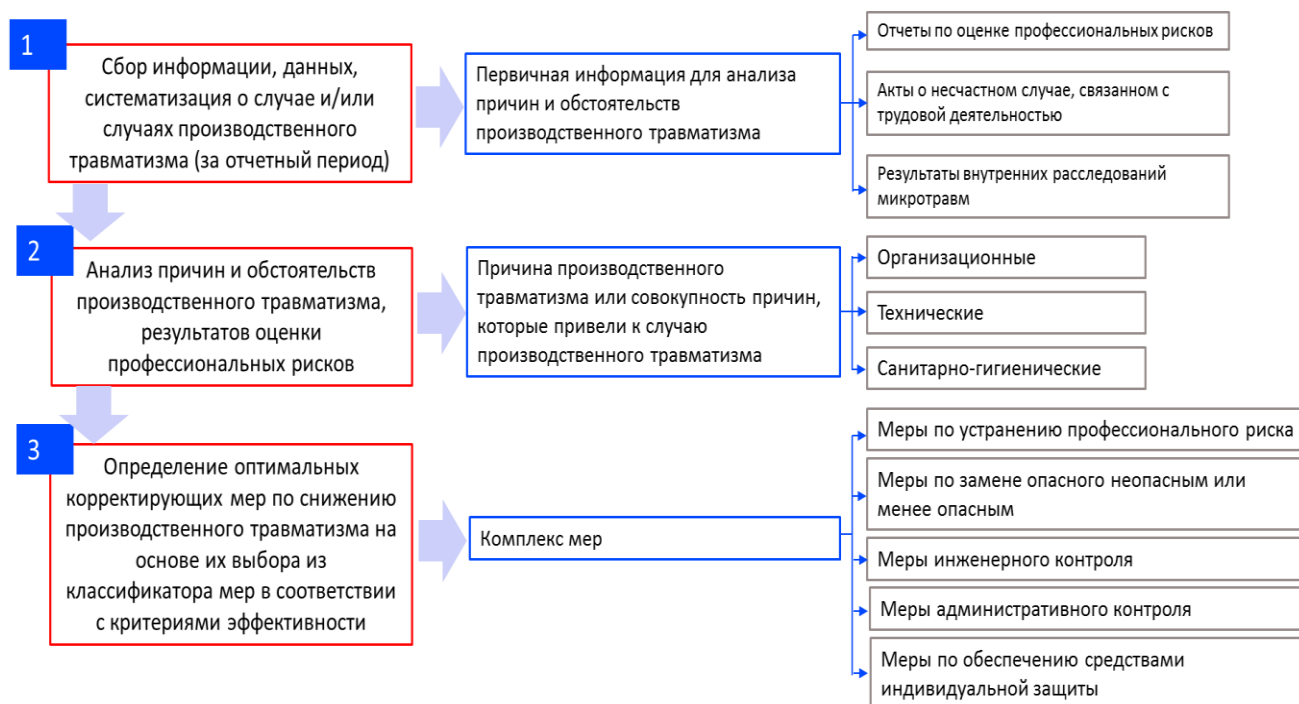 1
Сбор информации, данных,
систематизация о случае и/или
случаях производственного
травматизма (за отчетный период)
Первичная информация для анализа
причин и обстоятельств
производственного травматизма
Отчеты по оценке профессиональных рисков
Акты о несчастном случае, связанном с
трудовой деятельностью
Результаты внутренних расследований
микротравм
2
Анализ причин и обстоятельств
производственного травматизма,
результатов оценки
профессиональных рисков
Причина производственного
травматизма или совокупность причин,
которые привели к случаю
производственного травматизма
Организационные
Технические
Санитарно-гигиенические
3
Определение оптимальных
корректирующих мер по снижению
производственного травматизма на
основе их выбора из
классификатора мер в соответствии
с критериями эффективности
Комплекс мер
Меры по устранению профессионального риска
Меры по замене опасного неопасным или
менее опасным
Меры инженерного контроля
Меры административного контроля
Меры по обеспечению средствами
индивидуальной защиты